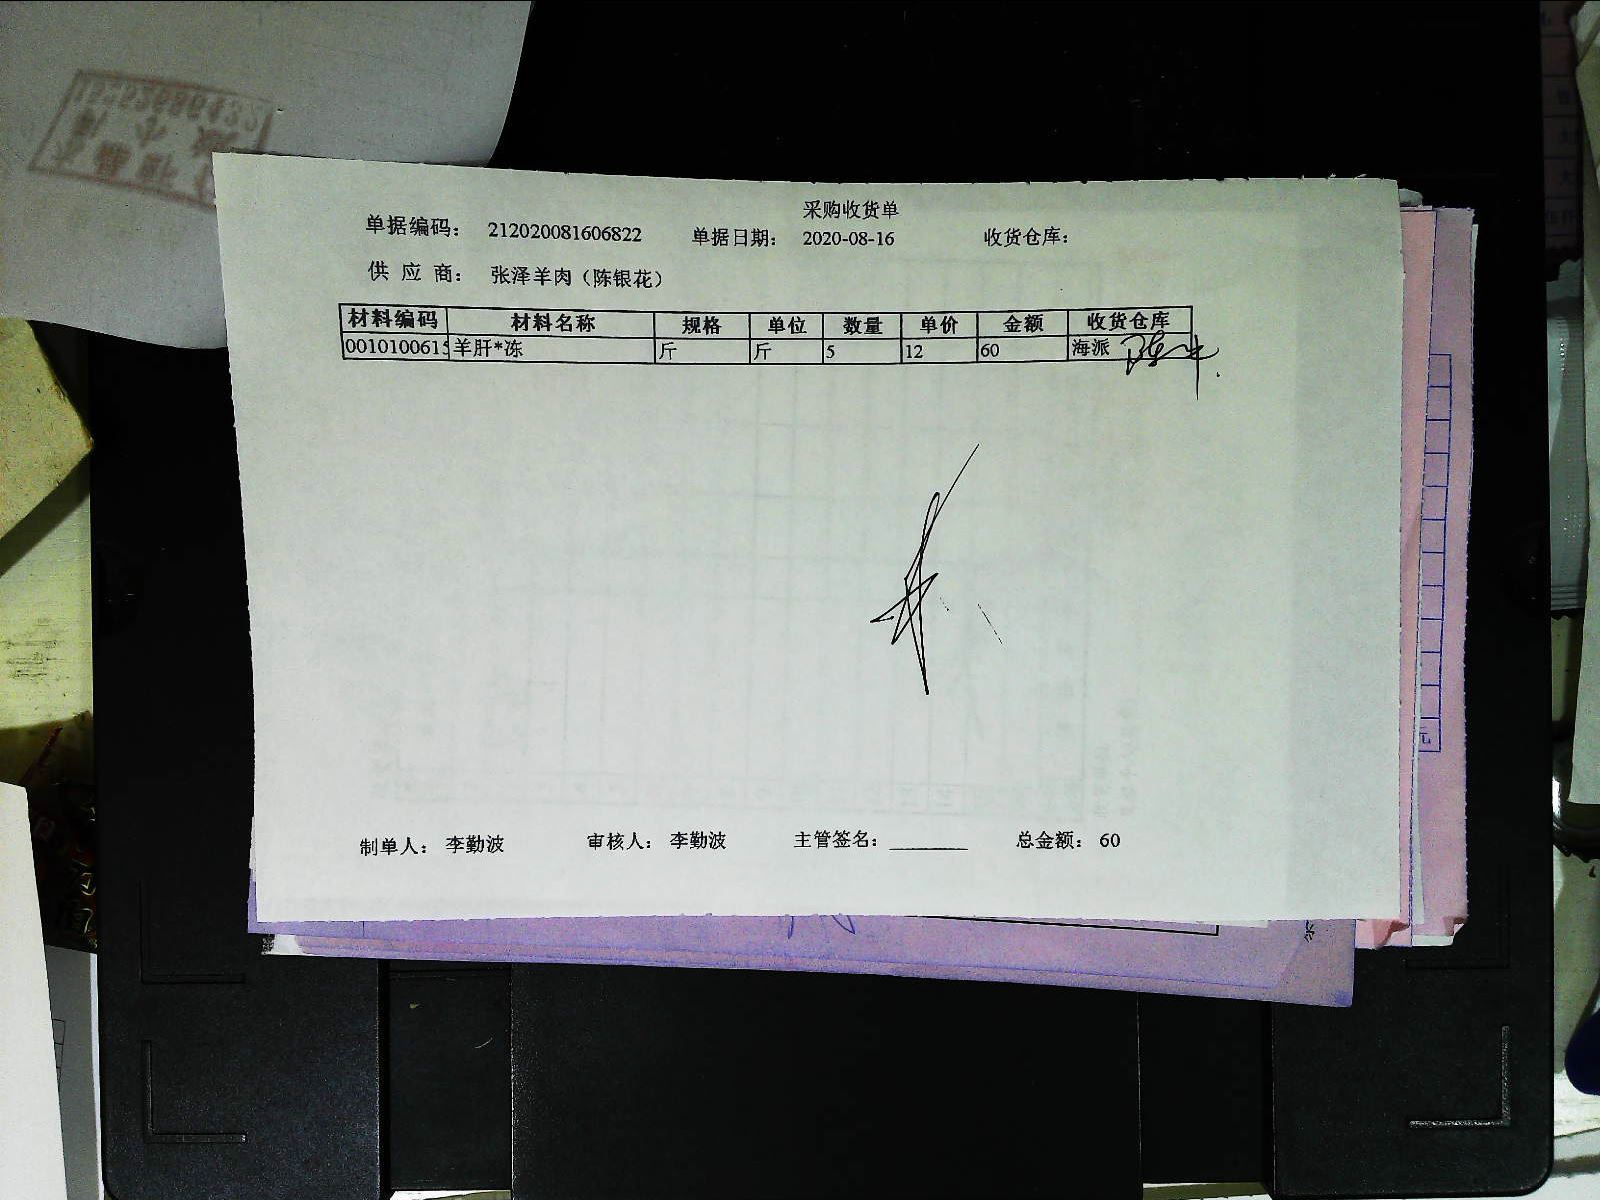 采购收货单
单据编码： 212020081606822 单据日期： 2020-08-16 收货仓库：
供 应 商： 张泽羊肉（陈银花）
材料编码 材料名称 规格 单位 数量 单价 金额 收货仓库
0010100615 羊肝*冻 斤 斤 5 12 60 海派
制单人： 李勤波 审核人： 李勤波 主管签名：________ 总金额： 60
元